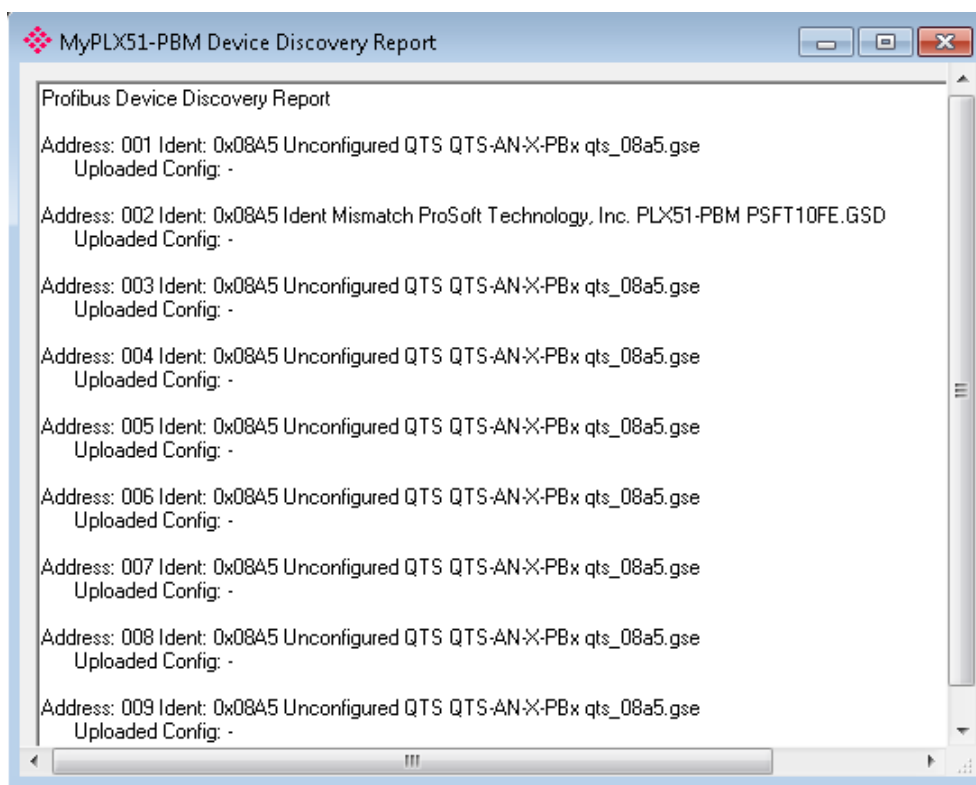 MyPLX51-PBM Device Discovery Report
Profibus Device Discovery Report
Address: 001 Ident: 0x08A5 Unconfigured QTS QTS-AN-X-PBx qts_08a5.gse
Uploaded Config: -
Address: 002 Ident: 0x08A5 Ident Mismatch ProSoft Technology, Inc. PLX51-PBM PSFT10FE.GSD
Uploaded Config: -
Address: 003 Ident: 0x08A5 Unconfigured QTS QTS-AN-X-PBx qts_08a5.gse
Uploaded Config: -
Address: 004 Ident: 0x08A5 Unconfigured QTS QTS-AN-X-PBx qts_08a5.gse
Uploaded Config: -
Address: 005 Ident: 0x08A5 Unconfigured QTS QTS-AN-X-PBx qts_08a5.gse
Uploaded Config: -
Address: 006 Ident: 0x08A5 Unconfigured QTS QTS-AN-X-PBx qts_08a5.gse
Uploaded Config: -
Address: 007 Ident: 0x08A5 Unconfigured QTS QTS-AN-X-PBx qts_08a5.gse
Uploaded Config: -
Address: 008 Ident: 0x08A5 Unconfigured QTS QTS-AN-X-PBx qts_08a5.gse
Uploaded Config: -
Address: 009 Ident: 0x08A5 Unconfigured QTS QTS-AN-X-PBx qts_08a5.gse
Uploaded Config: -